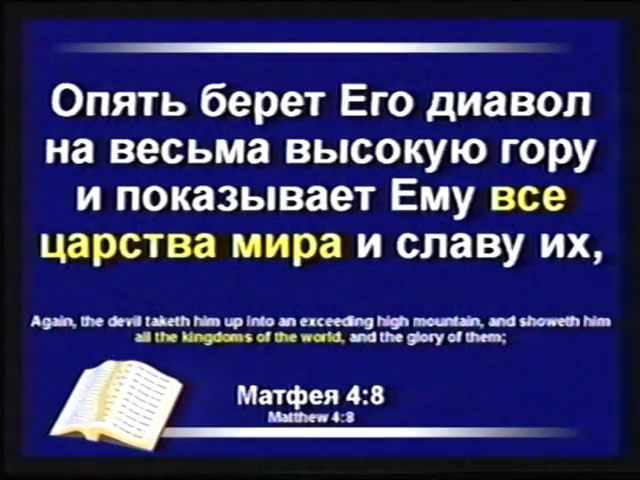 Опять берет Его диавол
на весьма высокую гору
и показывает Ему все
царства мира и славу их,
Again, the devil taketh him up into an exceeding high mountain, and showeth him
all the kingdoms of the world, and the glory of them;
Матфея 4:8
Matthew 4:8